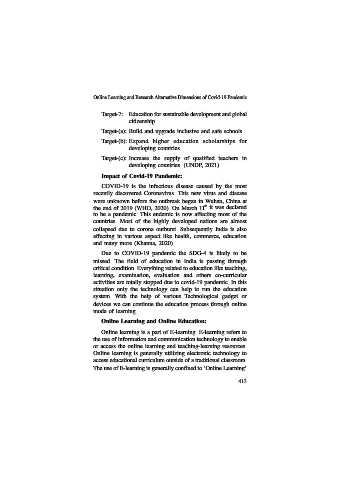 Online Learning and Research Alternative Dimensions of Covid-19 Pandemic
Target-7: Education for sustainable development and global
citizenship
Target-(a): Build and upgrade inclusive and safe schools
Target-(b): Expand higher education scholarships for
developing countries
Target-(c): Increase the supply of qualified teachers in
developing countries (UNDP, 2021)
Impact of Covid-19 Pandemic:
COVID-19 is the infectious disease caused by the most
recently discovered Coronavirus. This new virus and disease
were unknown before the outbreak began in Wuhan, China at
the end of 2019 (WHO, 2020). On March 11th it was declared
to be a pandemic. This endemic is now affecting most of the
countries. Most of the highly developed nations are almost
collapsed due to corona outburst. Subsequently India is also
affecting in various aspect like health, commerce, education
and many more (Khanna, 2020)
Due to COVID-19 pandemic the SDG-4 is likely to be
missed. The field of education in India is passing through
critical condition. Everything related to education like teaching,
learning, examination, evaluation and others co-curricular
activities are totally stopped due to covid-19 pandemic. In this
situation only the technology can help to run the education
system. With the help of various Technological gadget or
devices we can continue the education process through online
mode of learning.
Online Learning and Online Education:
Online learning is a part of E-learning. E-learning refers to
the use of information and communication technology to enable
or access the online learning and teaching-learning resources.
Online learning is generally utilizing electronic technology to
access educational curriculum outside of a traditional classroom.
The use of E-learning is generally confined to 'Online Learning'
413